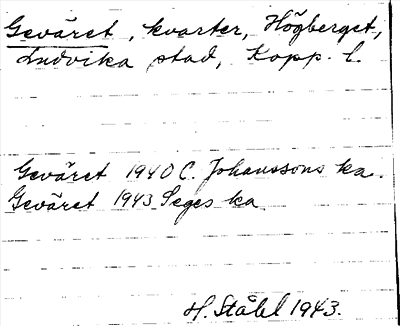 Geväret, kvarter, Högberget,
Ludvika stad, Kopp. l.
Geväret 1940 C. Johanssons ka.
Geväret 1943 Seges ka
H. Ståhl 1943.